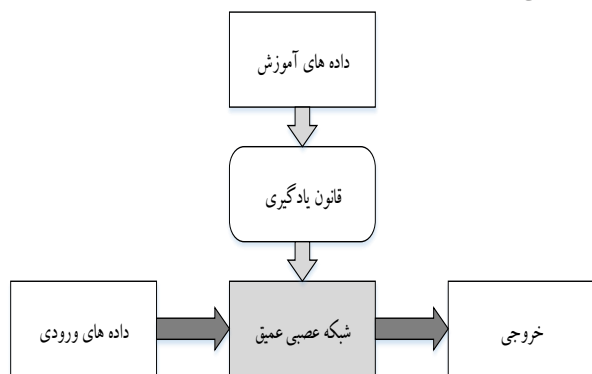 داده های آموزش
قانون یادگیری
داده های ورودی
شبکه عصبی عمیق
خروجی